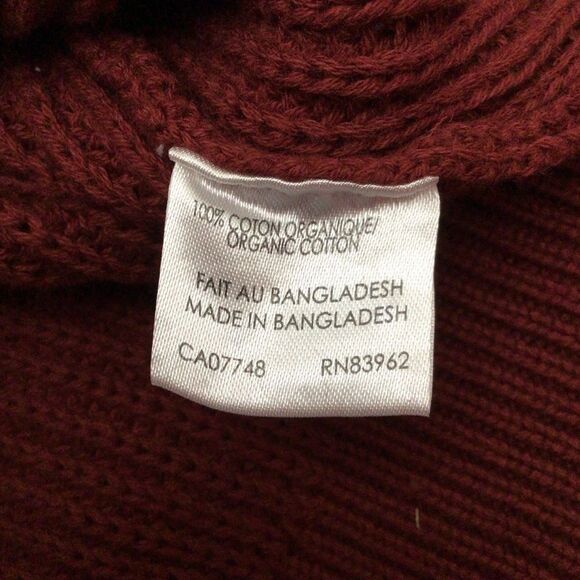 100% COTON ORGANIQUE/
ORGANIC COTTON
FAIT AU BANGLADESH
MADE IN BANGLADESH
CA07748 RN83962